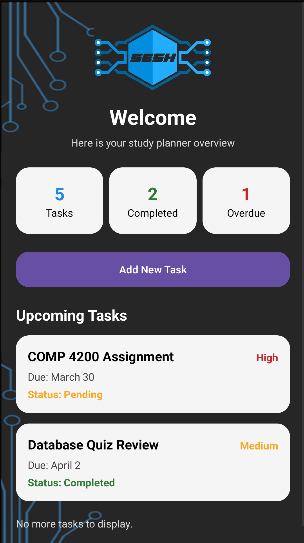 Welcome
Here is your study planner overview
5 2 1
Tasks Completed Overdue
Add New Task
Upcoming Tasks
COMP 4200 Assignment High
Due: March 30
Status: Pending
Database Quiz Review Medium
Due: April 2
Status: Completed
No more tasks to display.